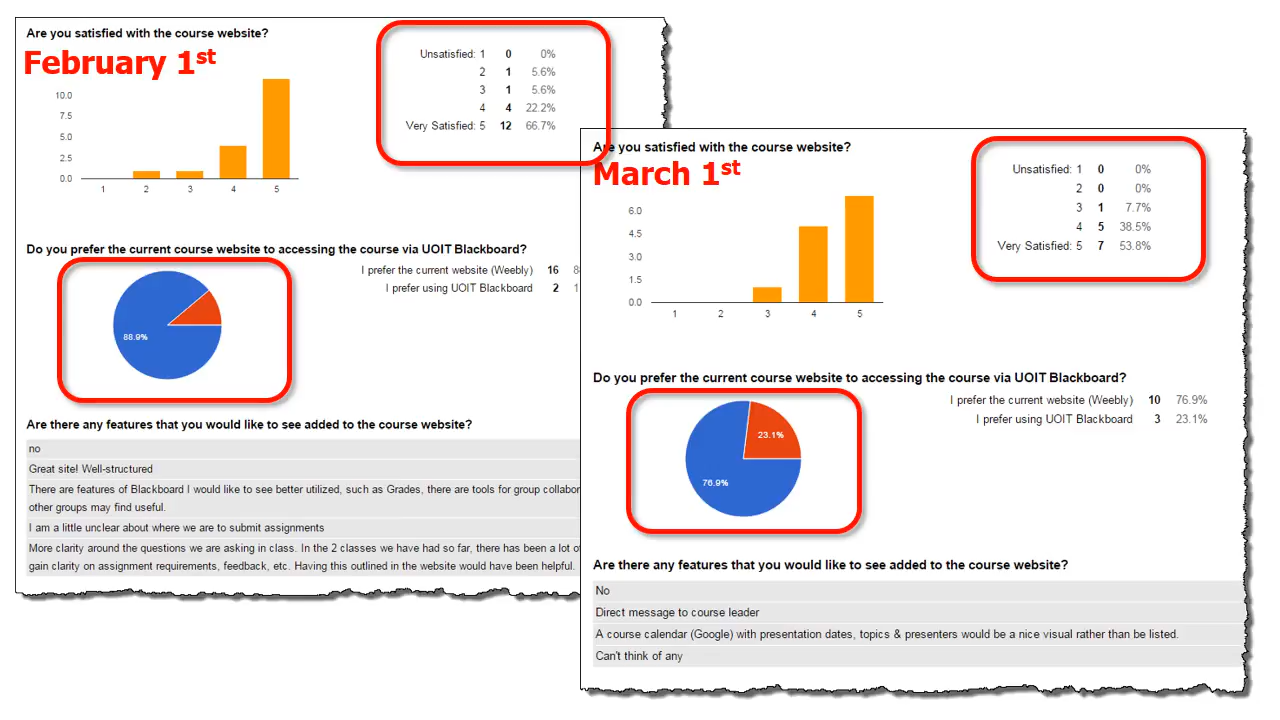 Are you satisfied with the course website?
February 1st
Unsatisfied: 1 0 0%
2 1 5.6%
3 1 5.6%
4 4 22.2%
Very Satisfied: 5 12 66.7%
10.0
7.5
5.0
2.5
0.0
1 2 3 4 5
Do you prefer the current course website to accessing the course via UOIT Blackboard?
I prefer the current website (Weebly) 16 8
I prefer using UOIT Blackboard 2 1
88.9%
Are there any features that you would like to see added to the course website?
no
Great site! Well-structured
There are features of Blackboard I would like to see better utilized, such as Grades, there are tools for group collabor
other groups may find useful.
I am a little unclear about where we are to submit assignments
More clarity around the questions we are asking in class. In the 2 classes we have had so far, there has been a lot of
gain clarity on assignment requirements, feedback, etc. Having this outlined in the website would have been helpful.
Are you satisfied with the course website?
March 1st
Unsatisfied: 1 0 0%
2 0 0%
3 1 7.7%
4 5 38.5%
Very Satisfied: 5 7 53.8%
6.0
4.5
3.0
1.5
0.0
1 2 3 4 5
Do you prefer the current course website to accessing the course via UOIT Blackboard?
I prefer the current website (Weebly) 10 76.9%
I prefer using UOIT Blackboard 3 23.1%
23.1%
76.9%
Are there any features that you would like to see added to the course website?
No
Direct message to course leader
A course calendar (Google) with presentation dates, topics & presenters would be a nice visual rather than be listed.
Can't think of any